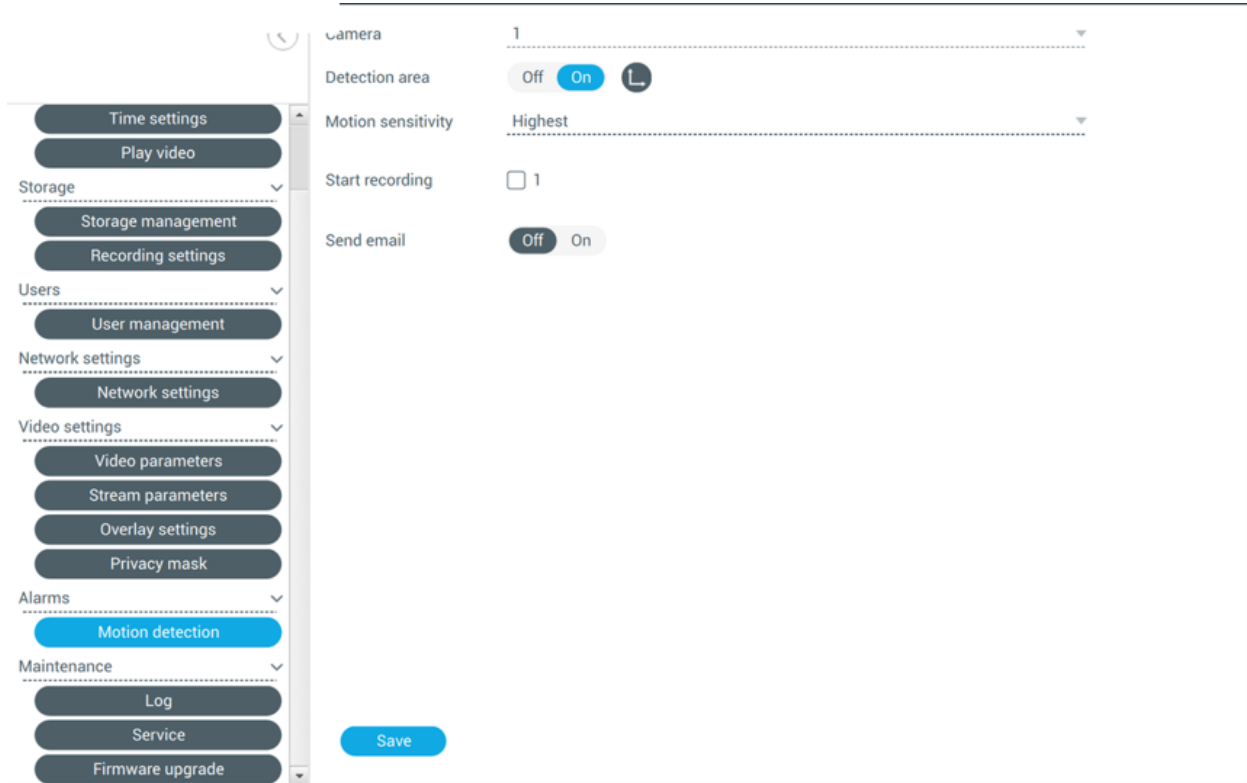 Camera 1
Detection area Off On
Time settings
Motion sensitivity Highest
Play video
Start recording 1
Storage
Storage management
Send email Off On
Recording settings
Users
User management
Network settings
Network settings
Video settings
Video parameters
Stream parameters
Overlay settings
Privacy mask
Alarms
Motion detection
Maintenance
Log
Service
Save
Firmware upgrade